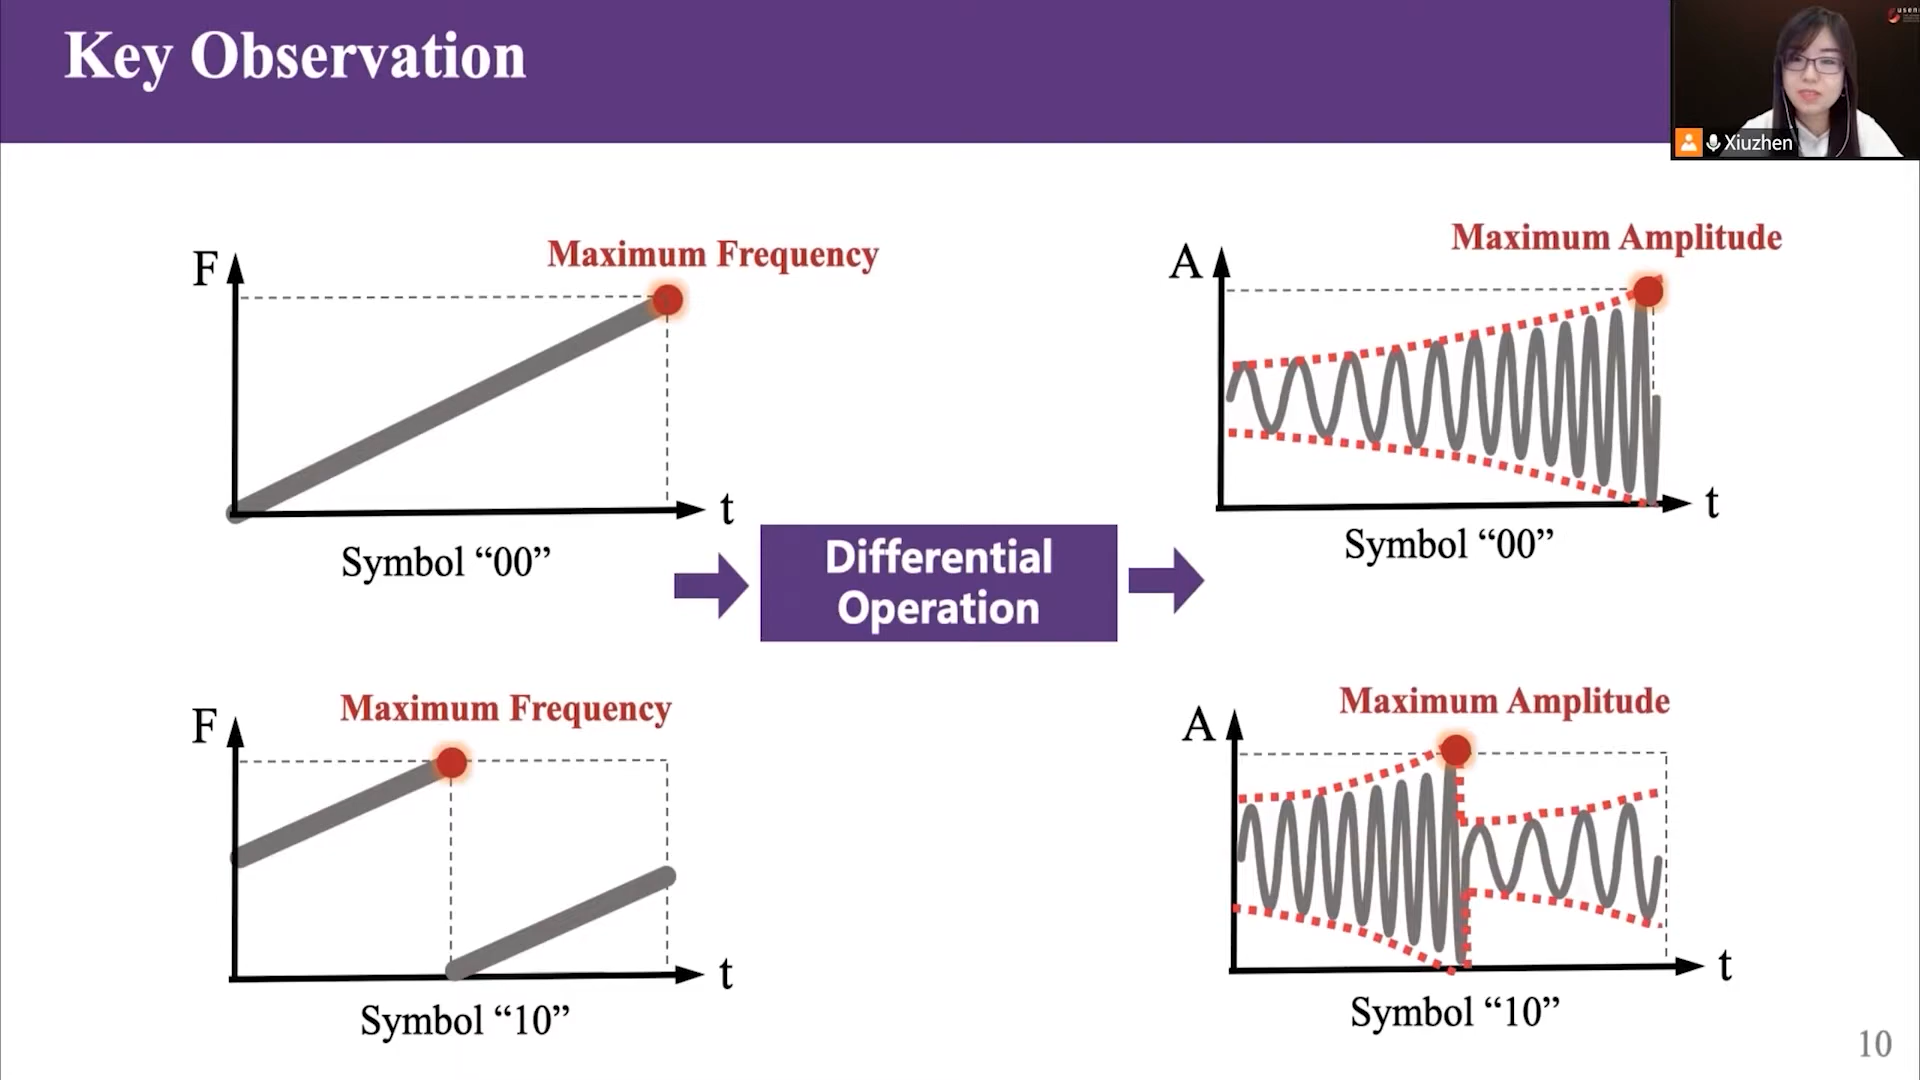 Key Observation
usenix
Xiuzhen
Maximum Frequency
F
t
Symbol “00”
Maximum Amplitude
A
t
Symbol “00”
Differential
Operation
Maximum Frequency
F
t
Symbol “10”
Maximum Amplitude
A
t
Symbol “10”
10